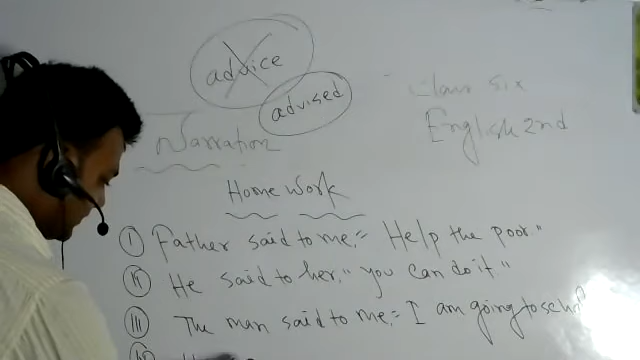 advice
advised
Class six
Narration
English 2nd
Home Work
(i) Father said to me, "Help the poor."
(ii) He said to her, "you can do it"
(iii) The man said to me, "I am going to